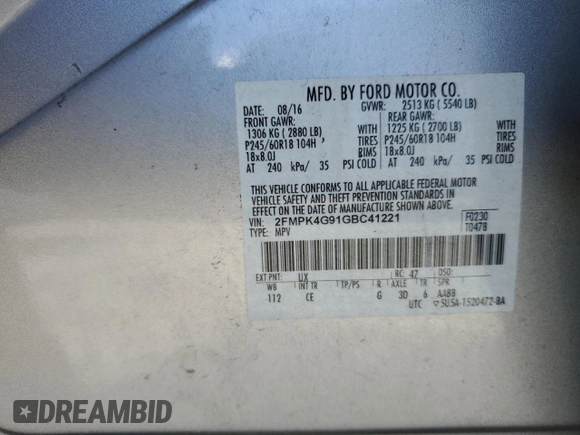 MFD. BY FORD MOTOR CO.
DATE: 08/16 GVWR: 2513 KG ( 5540 LB)
FRONT GAWR: REAR GAWR:
1306 KG ( 2880 LB) WITH 1225 KG ( 2700 LB) WITH
P245/60R18 104H TIRES P245/60R18 104H TIRES
18x8.0J RIMS 18x8.0J RIMS
AT 240 kPa/ 35 PSI COLD AT 240 kPa/ 35 PSI COLD
THIS VEHICLE CONFORMS TO ALL APPLICABLE FEDERAL MOTOR
VEHICLE SAFETY AND THEFT PREVENTION STANDARDS IN
EFFECT ON THE DATE OF MANUFACTURE SHOWN ABOVE.
VIN: 2FMPK4G91GBC41221 F0230
TYPE: MPV T0478
EXT PNT: UX RC: 47 DSO:
WB INT TR TP/PS R AXLE TR SPR
112 CE G 3D 6 AABB
UTC 5U5A-1520472-BA
DREAMBID